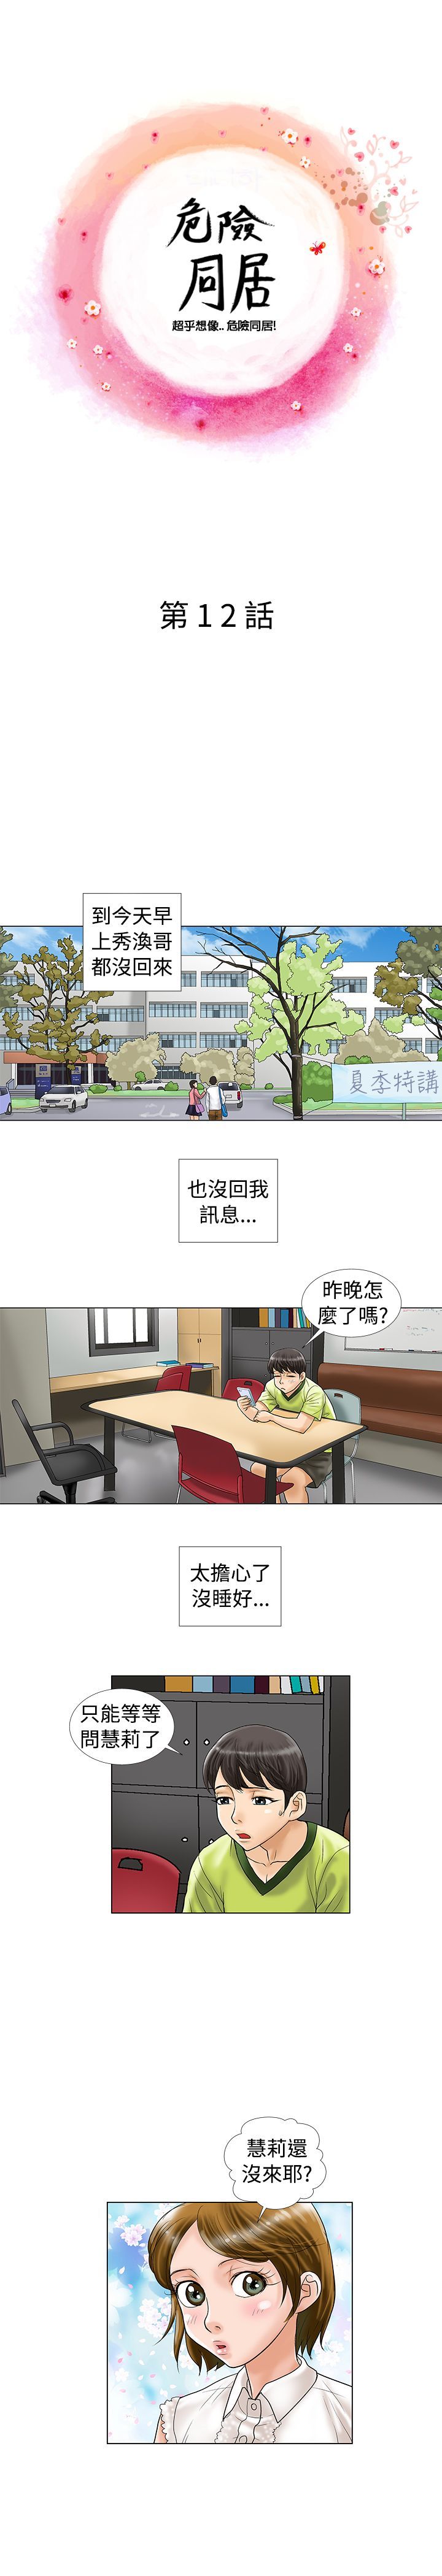 危險
同居
超乎想像.. 危險同居!
第12話
到今天早
上秀渙哥
都沒回來
夏季特講
也沒回我
訊息...
昨晚怎
麼了嗎?
太擔心了
沒睡好...
只能等等
問慧莉了
慧莉還
沒來耶?